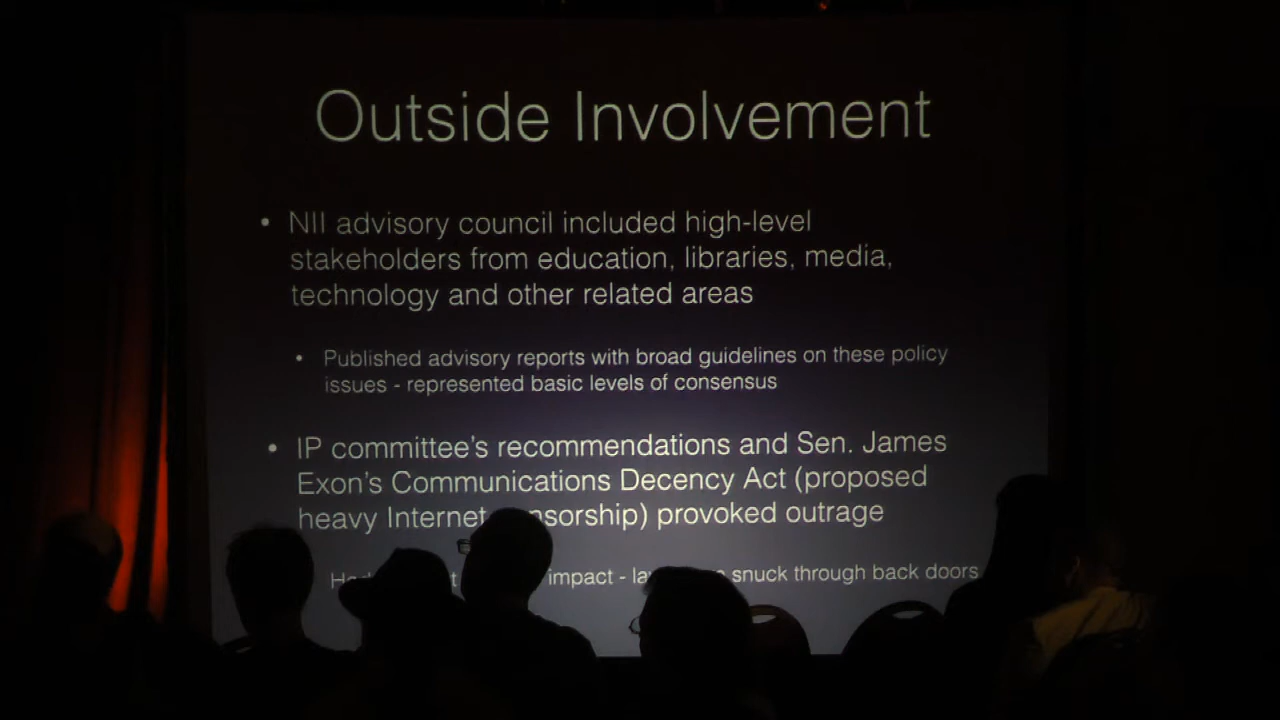 Outside Involvement
• NII advisory council included high-level
stakeholders from education, libraries, media,
technology and other related areas
• Published advisory reports with broad guidelines on these policy
issues - represented basic levels of consensus
• IP committee's recommendations and Sen. James
Exon's Communications Decency Act (proposed
heavy Internet nsorship) provoked outrage
impact - snuck through back doors